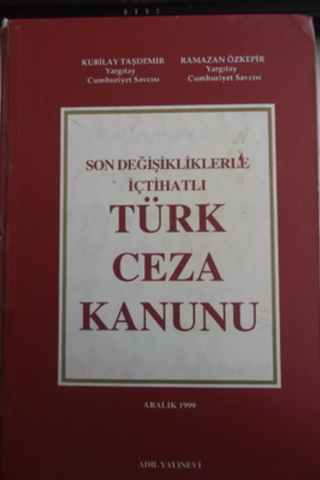 KUBİLAY TAŞDEMİR
Yargıtay
Cumhuriyet Savcısı
RAMAZAN ÖZKEPİR
Yargıtay
Cumhuriyet Savcısı
SON DEĞİŞİKLİKLERLE
İÇTİHATLI
TÜRK
CEZA
KANUNU
ARALIK 1999
ADİL YAYINEVİ